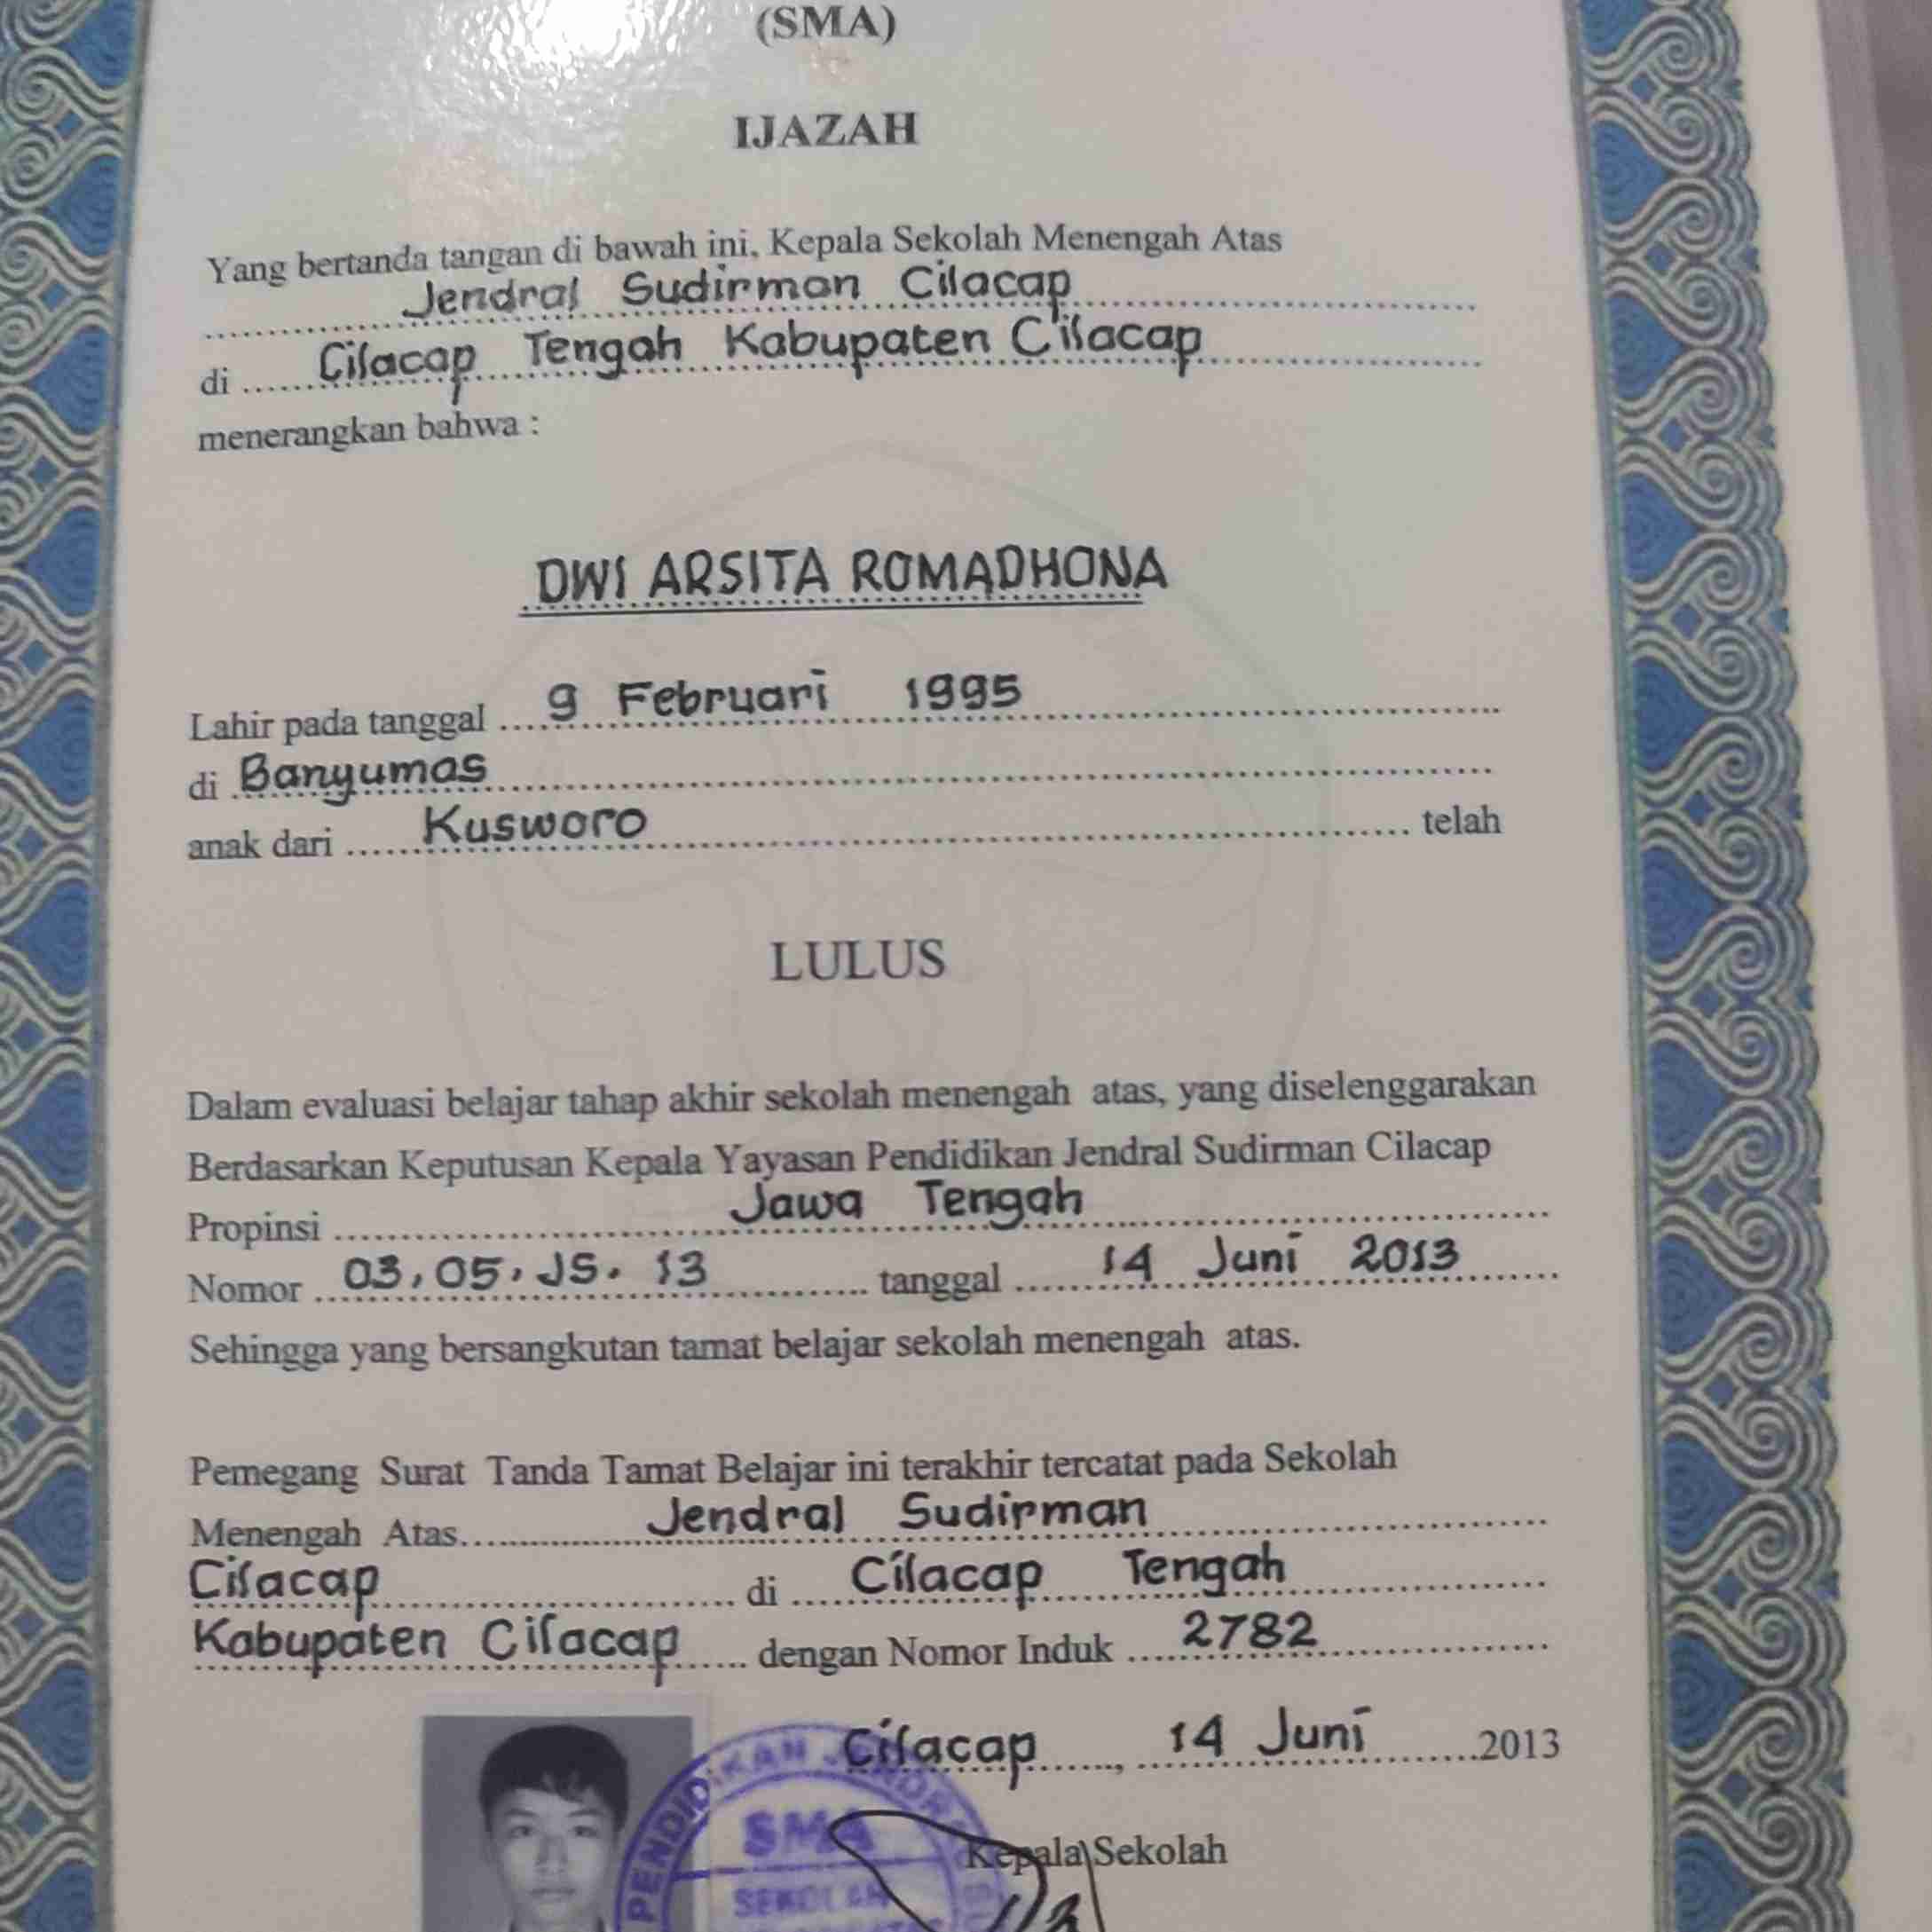 (SMA)
IJAZAH
Yang bertanda tangan di bawah ini, Kepala Sekolah Menengah Atas
Jendral Sudirman Cilacap
di Cilacap Tengah Kabupaten Cilacap
menerangkan bahwa :
DWI ARSITA ROMADHONA
Lahir pada tanggal 9 Februari 1995
di Banyumas
anak dari Kusworo telah
LULUS
Dalam evaluasi belajar tahap akhir sekolah menengah atas, yang diselenggarakan
Berdasarkan Keputusan Kepala Yayasan Pendidikan Jendral Sudirman Cilacap
Propinsi Jawa Tengah
Nomor 03,05,JS.13 tanggal 14 Juni 2013
Sehingga yang bersangkutan tamat belajar sekolah menengah atas.
Pemegang Surat Tanda Tamat Belajar ini terakhir tercatat pada Sekolah
Menengah Atas Jendral Sudirman
Cilacap di Cilacap Tengah
Kabupaten Cilacap dengan Nomor Induk 2782
Cilacap, 14 Juni 2013
PENDIDIKAN
SMA
Kepala Sekolah
SEKOLAH